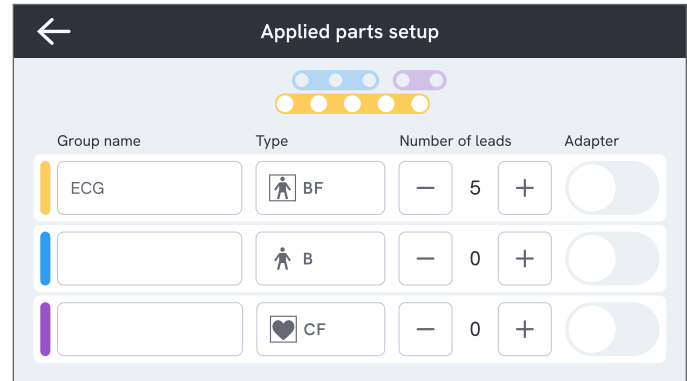 Applied parts setup
Group name Type Number of leads Adapter
ECG BF 5
B 0
CF 0